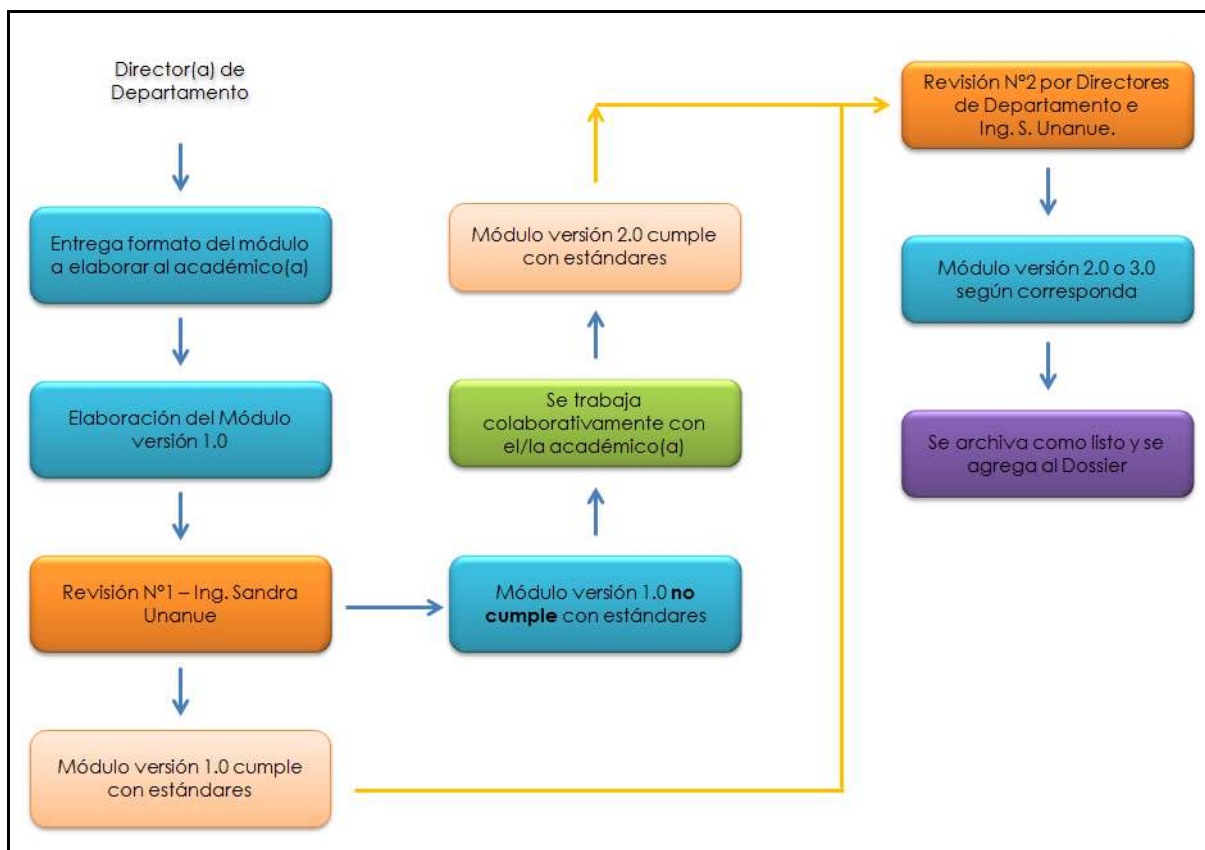 Director(a) de
Departamento
Entrega formato del módulo
a elaborar al académico(a)
Elaboración del Módulo
versión 1.0
Revisión N°1 – Ing. Sandra
Unanue
Módulo versión 1.0 cumple
con estándares
Módulo versión 1.0 no
cumple con estándares
Se trabaja
colaborativamente con
el/la académico(a)
Módulo versión 2.0 cumple
con estándares
Revisión N°2 por Directores
de Departamento e
Ing. S. Unanue.
Módulo versión 2.0 o 3.0
según corresponda
Se archiva como listo y se
agrega al Dossier